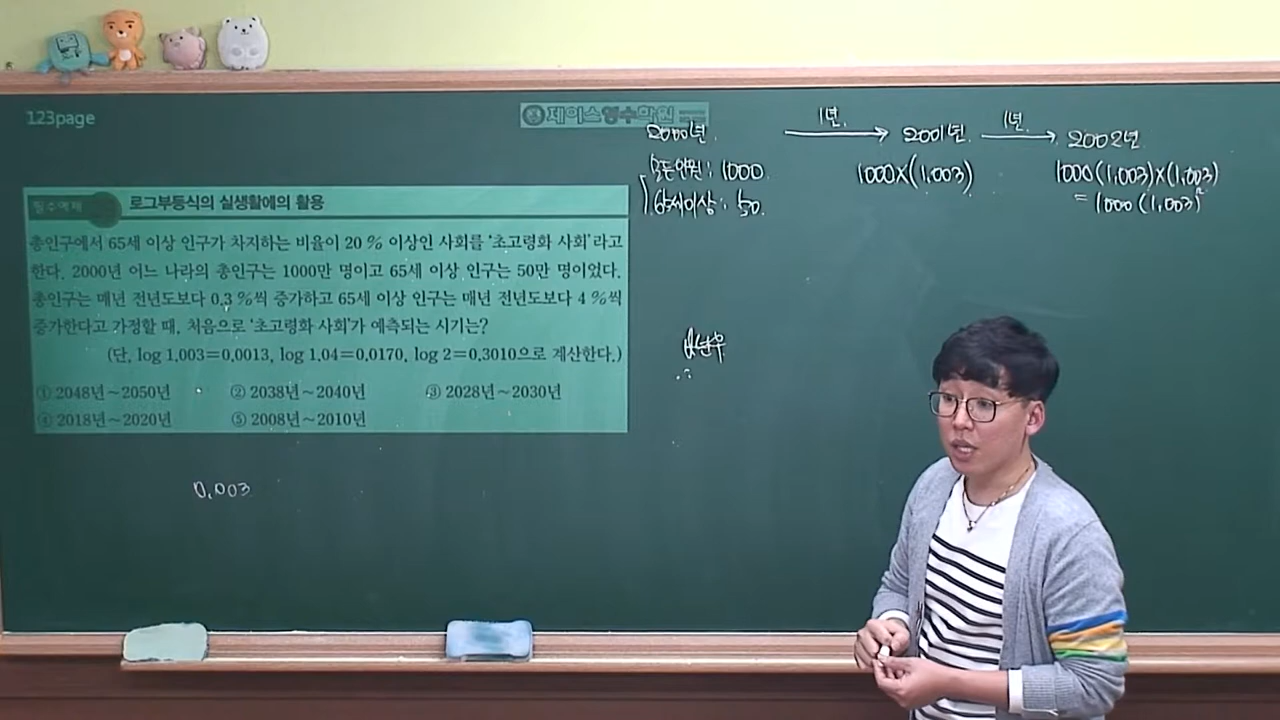 123page
제이스영수학원
필수예제 로그부등식의 실생활에의 활용
총인구에서 65세 이상 인구가 차지하는 비율이 20 % 이상인 사회를 '초고령화 사회'라고
한다. 2000년 어느 나라의 총인구는 1000만 명이고 65세 이상 인구는 50만 명이었다.
총인구는 매년 전년도보다 0.3 %씩 증가하고 65세 이상 인구는 매년 전년도보다 4 %씩
증가한다고 가정할 때, 처음으로 '초고령화 사회'가 예측되는 시기는?
(단, log 1.003=0.0013, log 1.04=0.0170, log 2=0.3010으로 계산한다.)
① 2048년~2050년 ② 2038년~2040년 ③ 2028년~2030년
④ 2018년~2020년 ⑤ 2008년~2010년
0.003
2000년. 1년. 2001년. 1년. 2002년
모든인원: 1000. 1000×(1.003) 1000(1.003)×(1.003)
65세이상: 50. = 1000(1.003)²